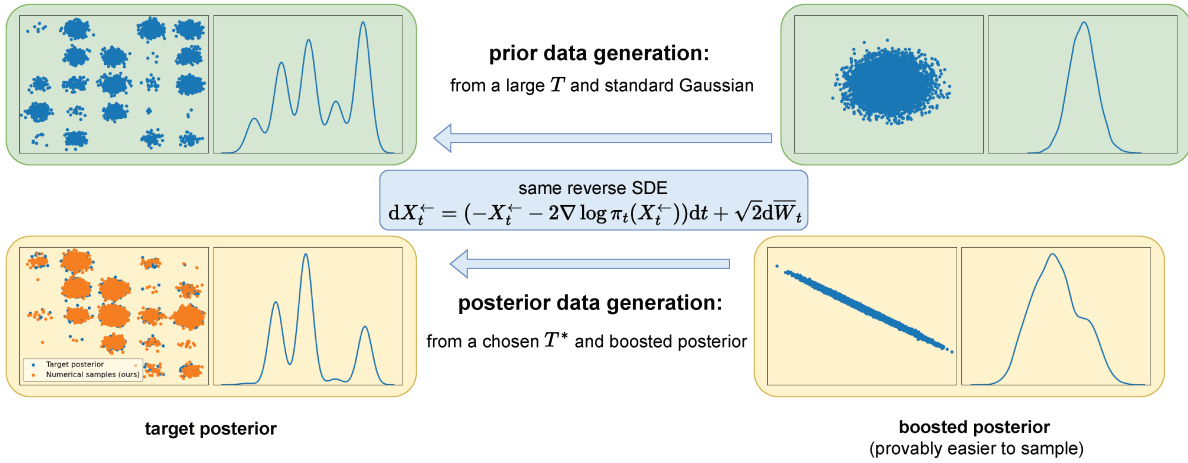 prior data generation:
from a large T and standard Gaussian
same reverse SDE
dX_t^← = (−X_t^← − 2∇ log π_t(X_t^←))dt + √2dW̅_t
posterior data generation:
from a chosen T* and boosted posterior
Target posterior
Numerical samples (ours)
target posterior
boosted posterior
(provably easier to sample)